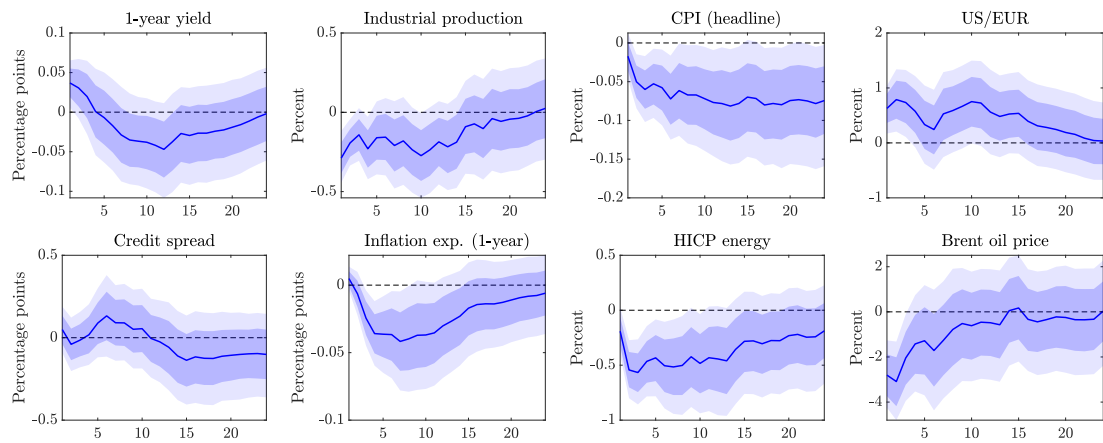 1-year yield
Percentage points
0.1
0.05
0
-0.05
-0.1
5 10 15 20
Industrial production
Percent
0.5
0
-0.5
5 10 15 20
CPI (headline)
Percent
0
-0.05
-0.1
-0.15
-0.2
5 10 15 20
US/EUR
Percent
2
1
0
-1
5 10 15 20
Credit spread
Percentage points
0.5
0
-0.5
5 10 15 20
Inflation exp. (1-year)
Percentage points
0
-0.05
-0.1
5 10 15 20
HICP energy
Percent
0.5
0
-0.5
-1
5 10 15 20
Brent oil price
Percent
2
0
-2
-4
5 10 15 20